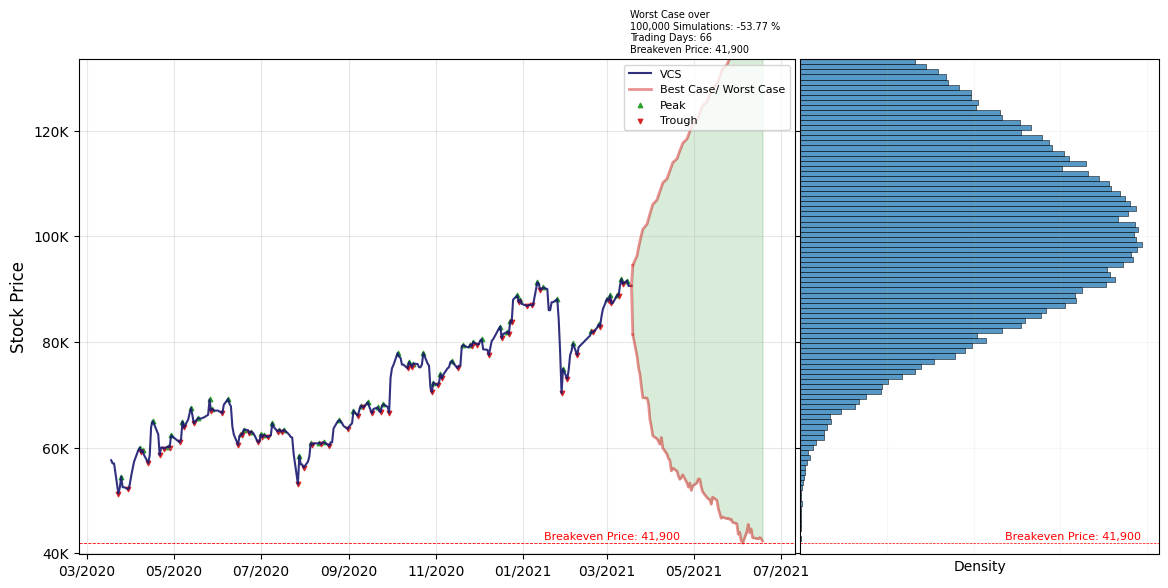 Worst Case over
100,000 Simulations: -53.77 %
Trading Days: 66
Breakeven Price: 41,900
VCS
Best Case/ Worst Case
Peak
Trough
120K
100K
80K
60K
40K
Stock Price
Breakeven Price: 41,900
Breakeven Price: 41,900
03/2020 05/2020 07/2020 09/2020 11/2020 01/2021 03/2021 05/2021 07/2021
Density